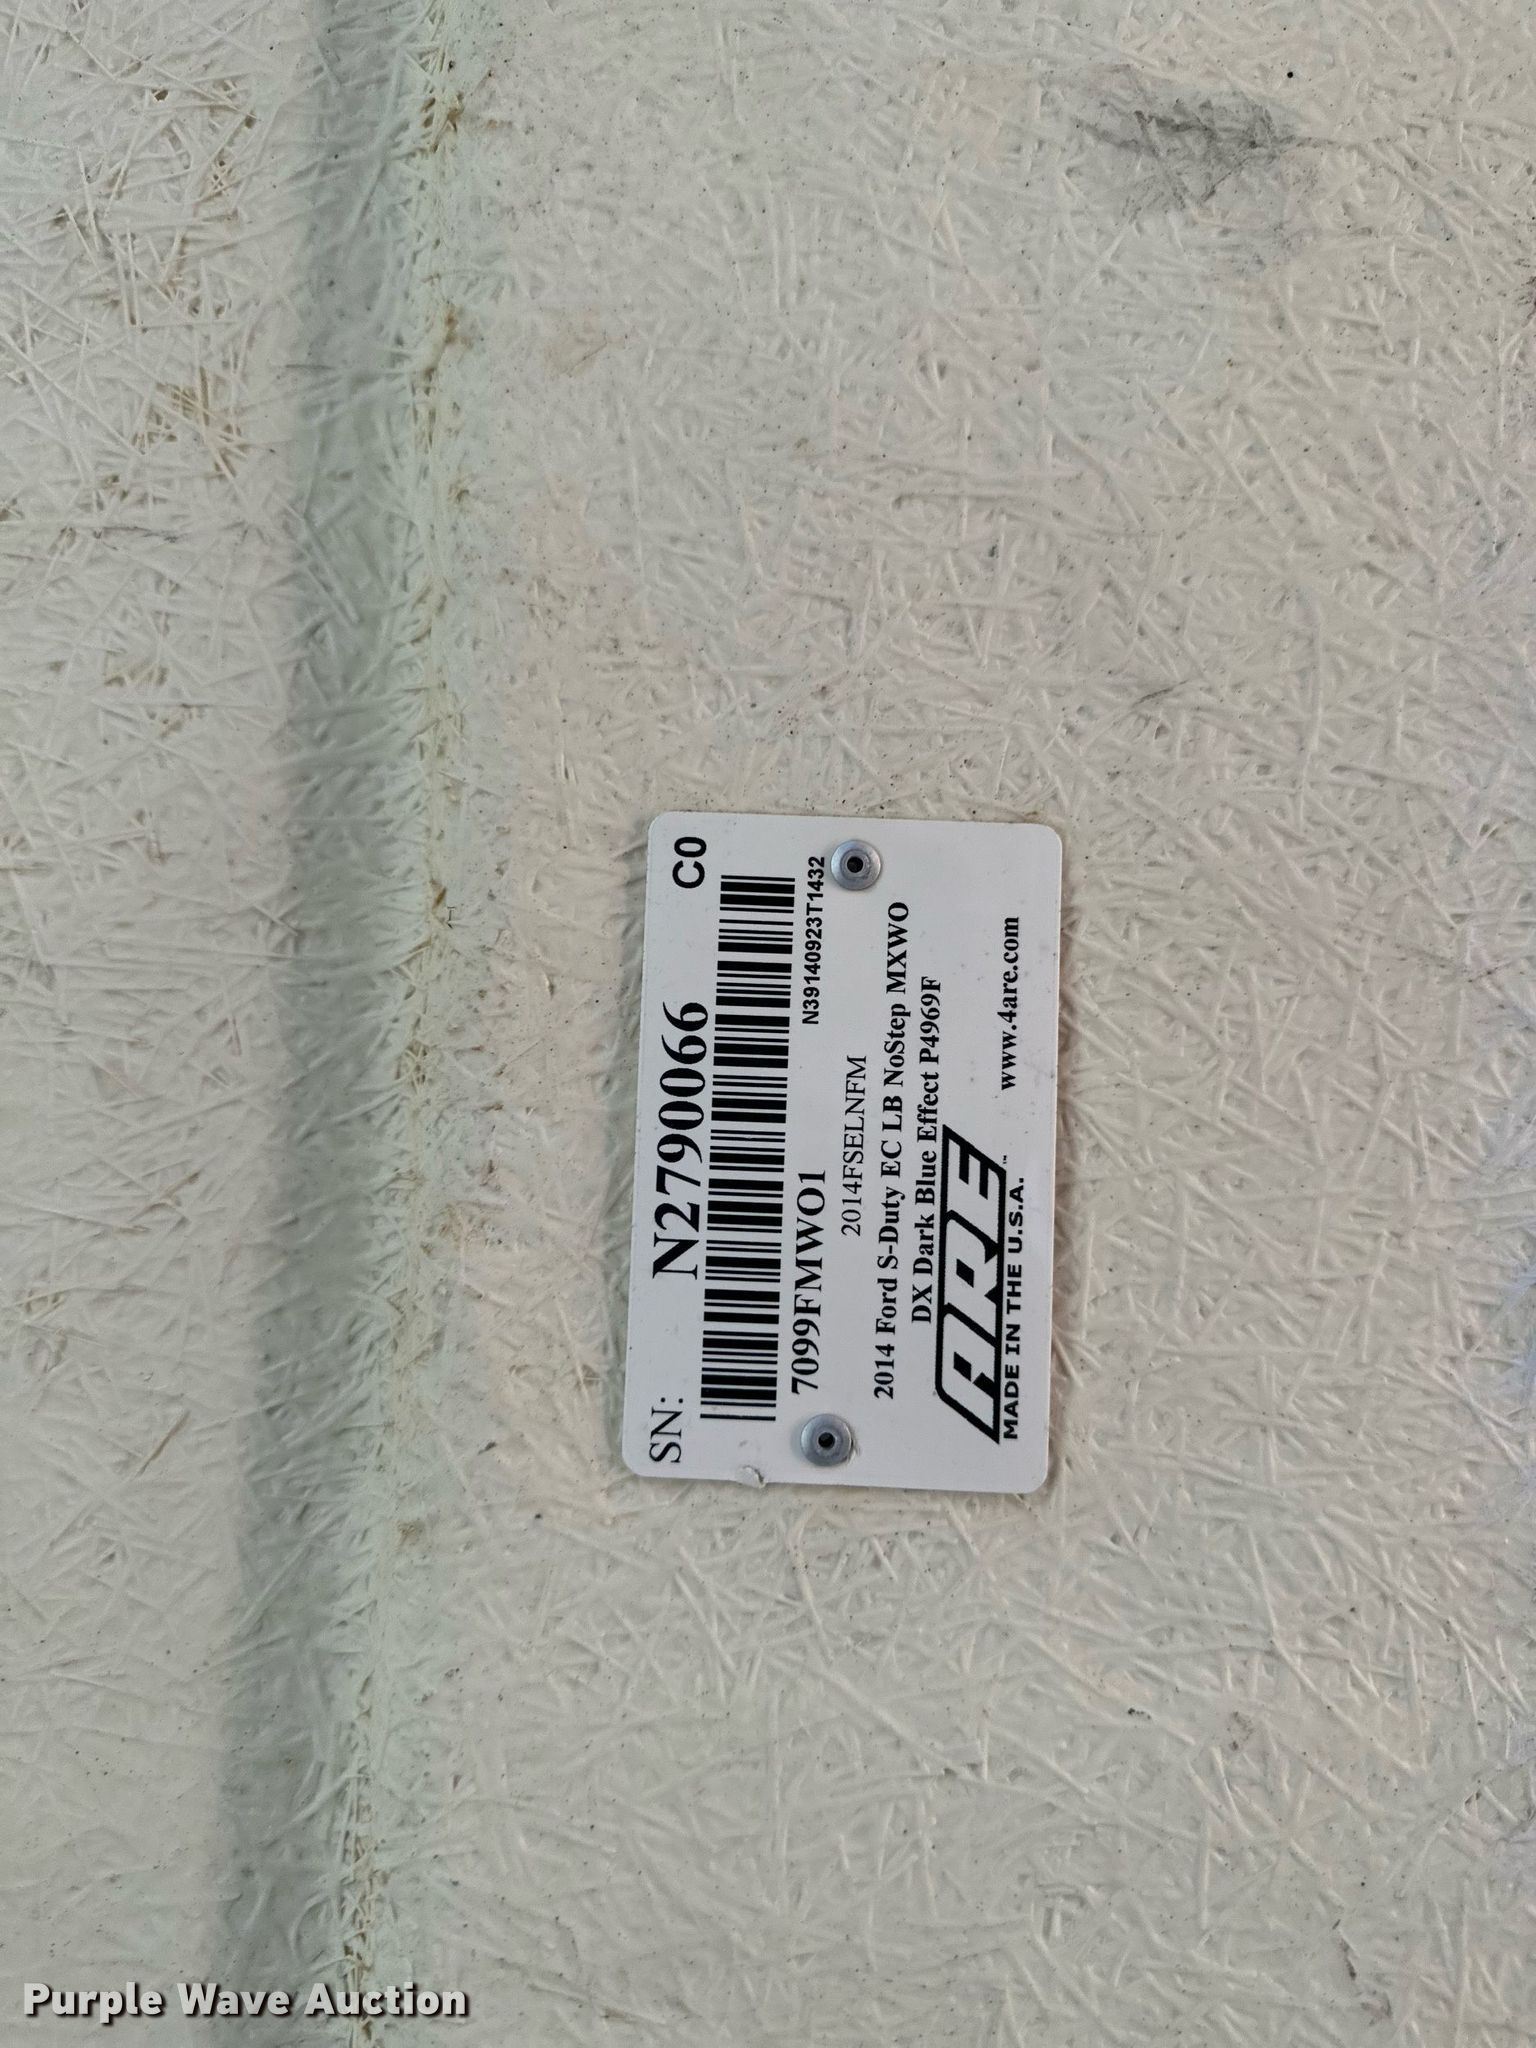 SN: N2790066 C0
7099FMWO1 N39140923T1432
2014FSELNFM
2014 Ford S-Duty EC LB NoStep MXWO
DX Dark Blue Effect P4969F
ARE www.4are.com
MADE IN THE U.S.A.™
Purple Wave Auction